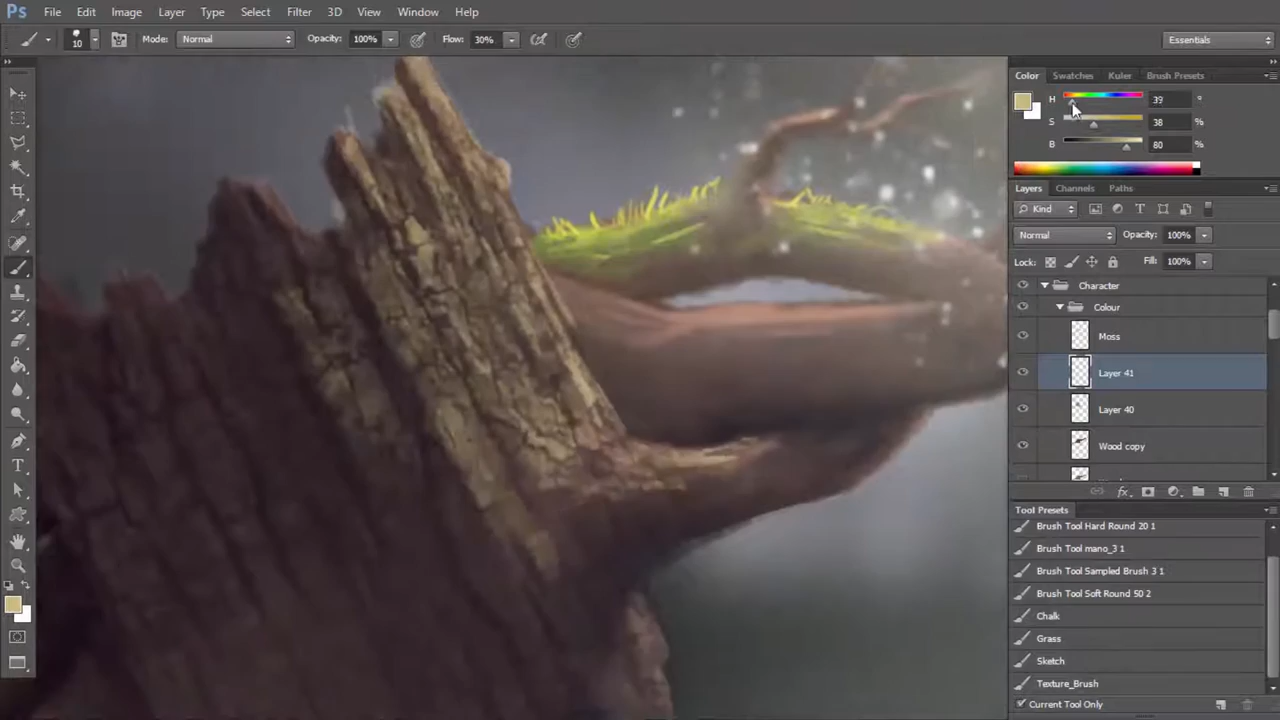 Ps File Edit Image Layer Type Select Filter 3D View Window Help
10 Mode: Normal Opacity: 100% Flow: 30% Essentials
Color Swatches Kuler Brush Presets
H 39 °
S 38 %
B 80 %
Layers Channels Paths
Kind
Normal Opacity: 100%
Lock: Fill: 100%
Character
Colour
Moss
Layer 41
Layer 40
Wood copy
fx
Tool Presets
Brush Tool Hard Round 20 1
Brush Tool mano_3 1
Brush Tool Sampled Brush 3 1
Brush Tool Soft Round 50 2
Chalk
Grass
Sketch
Texture_Brush
Current Tool Only